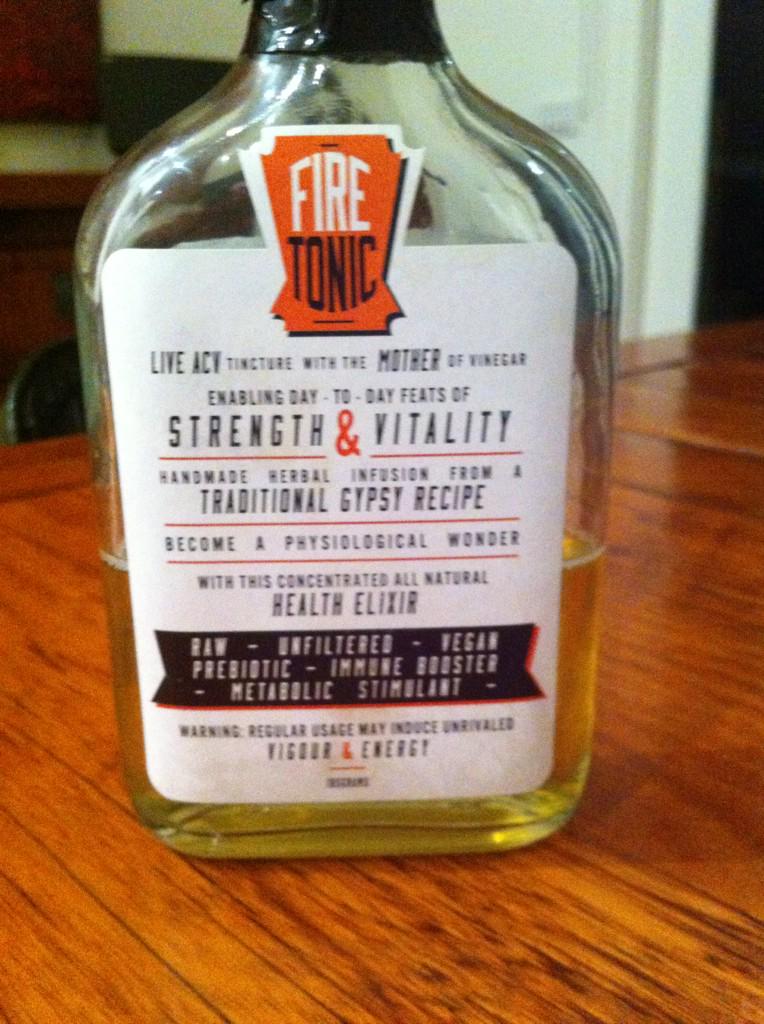 FIRE
TONIC
LIVE ACV TINCTURE WITH THE MOTHER OF VINEGAR
ENABLING DAY - TO - DAY FEATS OF
STRENGTH & VITALITY
HANDMADE HERBAL INFUSION FROM A
TRADITIONAL GYPSY RECIPE
BECOME A PHYSIOLOGICAL WONDER
WITH THIS CONCENTRATED ALL NATURAL
HEALTH ELIXIR
RAW - UNFILTERED - VEGAN
PREBIOTIC - IMMUNE BOOSTER
- METABOLIC STIMULANT -
WARNING: REGULAR USAGE MAY INDUCE UNRIVALED
VIGOUR & ENERGY